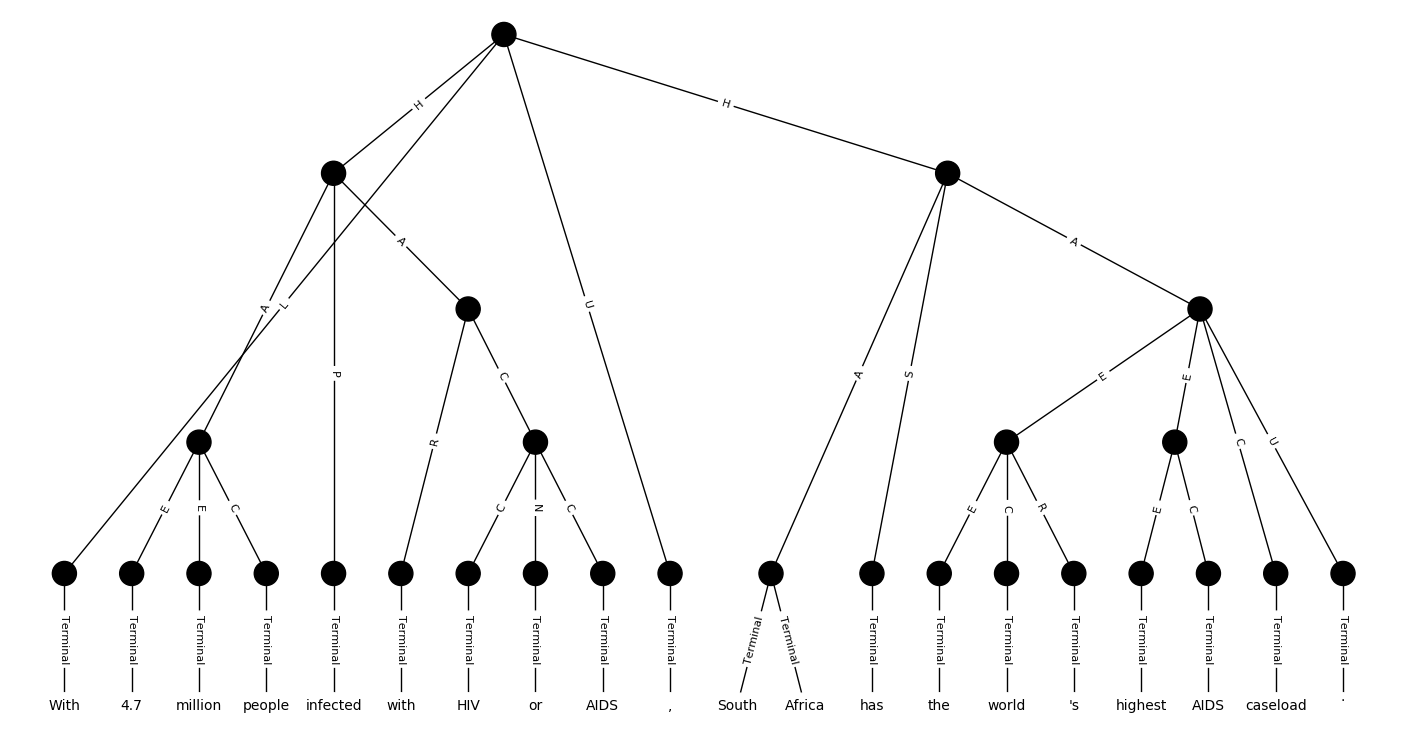 H
H
A
A
L
U
A
P
A
S
E
E
C
R
C
U
E
E
C
C
N
C
E
C
R
E
C
Terminal Terminal Terminal Terminal Terminal Terminal Terminal Terminal Terminal Terminal Terminal Terminal Terminal Terminal Terminal Terminal Terminal Terminal Terminal Terminal
With 4.7 million people infected with HIV or AIDS , South Africa has the world 's highest AIDS caseload .